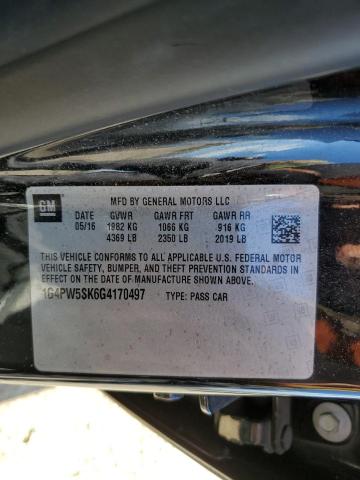 GM
MFD BY GENERAL MOTORS LLC
DATE GVWR GAWR FRT GAWR RR
05/16 1982 KG 1066 KG 916 KG
4369 LB 2350 LB 2019 LB
THIS VEHICLE CONFORMS TO ALL APPLICABLE U.S. FEDERAL MOTOR
VEHICLE SAFETY, BUMPER, AND THEFT PREVENTION STANDARDS IN
EFFECT ON THE DATE OF MANUFACTURE SHOWN ABOVE.
1G4PW5SK6G4170497 TYPE: PASS CAR